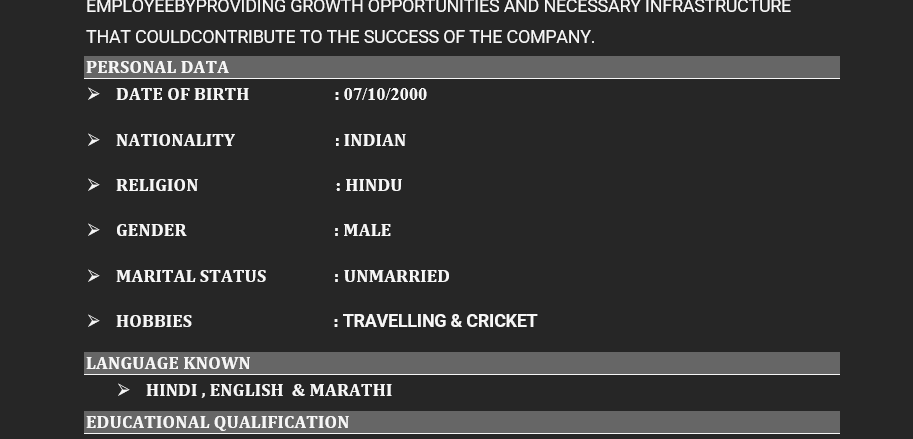 EMPLOYEEBYPROVIDING GROWTH OPPORTUNITIES AND NECESSARY INFRASTRUCTURE
THAT COULDCONTRIBUTE TO THE SUCCESS OF THE COMPANY.
PERSONAL DATA
➢ DATE OF BIRTH : 07/10/2000
➢ NATIONALITY : INDIAN
➢ RELIGION : HINDU
➢ GENDER : MALE
➢ MARITAL STATUS : UNMARRIED
➢ HOBBIES : TRAVELLING & CRICKET
LANGUAGE KNOWN
➢ HINDI , ENGLISH & MARATHI
EDUCATIONAL QUALIFICATION